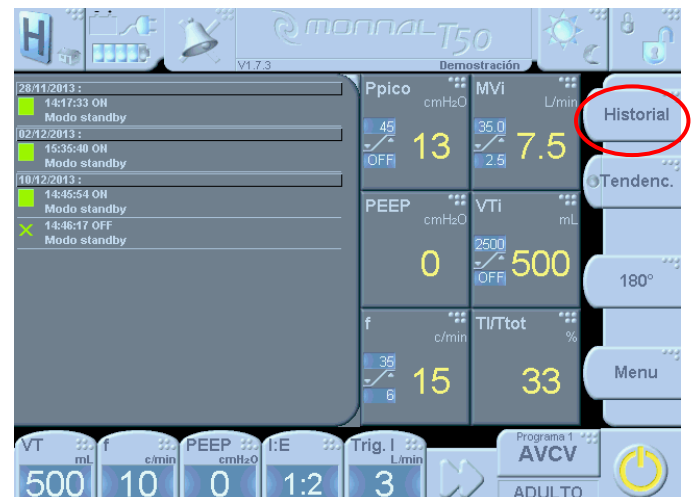 H
MONNAL-T50
V1.7.3
Demostración
28/11/2013 :
14:17:33 ON
Modo standby
02/12/2013 :
15:35:40 ON
Modo standby
10/12/2013 :
14:45:54 ON
Modo standby
14:46:17 OFF
Modo standby
Ppico
cmH2O
45
OFF
13
MVi
L/min
35.0
2.5
7.5
PEEP
cmH2O
0
VTi
mL
2500
OFF
500
f
c/min
35
6
15
TI/Ttot
%
33
Historial
Tendenc.
180°
Menu
VT
mL
500
f
c/min
10
PEEP
cmH2O
0
I:E
1:2
Trig. I
L/min
3
Programa 1
AVCV
ADULTO